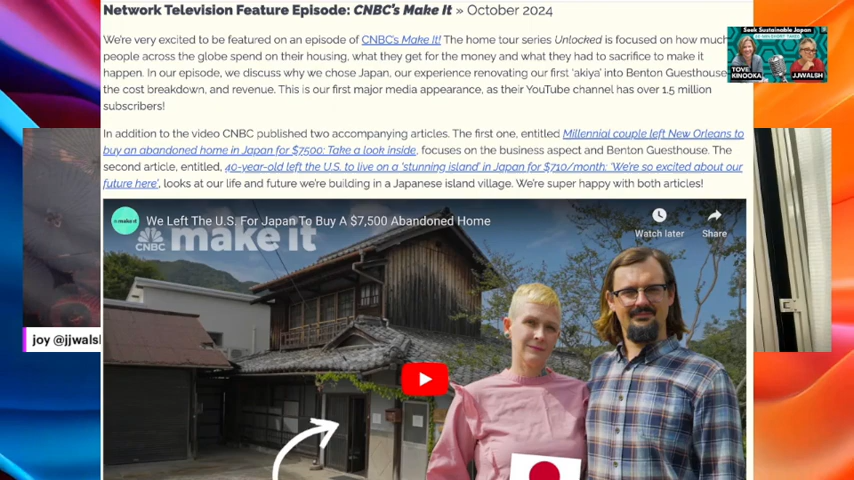 Network Television Feature Episode: CNBC's Make It » October 2024
We're very excited to be featured on an episode of CNBC's Make It! The home tour series Unlocked is focused on how much
people across the globe spend on their housing, what they get for the money and what they had to sacrifice to make it
happen. In our episode, we discuss why we chose Japan, our experience renovating our first 'akiya' into Benton Guesthouse
the cost breakdown, and revenue. This is our first major media appearance, as their YouTube channel has over 1.5 million
subscribers!
In addition to the video CNBC published two accompanying articles. The first one, entitled Millennial couple left New Orleans to
buy an abandoned home in Japan for $7500: Take a look inside, focuses on the business aspect and Benton Guesthouse. The
second article, entitled, 40-year-old left the U.S. to live on a 'stunning island' in Japan for $710/month: 'We're so excited about our
future here', looks at our life and future we're building in a Japanese island village. We're super happy with both articles!
Seek Sustainable Japan
TOVE
KINOOKA
JJWALSH
make it
We Left The U.S. For Japan To Buy A $7,500 Abandoned Home
Watch later
Share
CNBC
make it
joy @jjwals